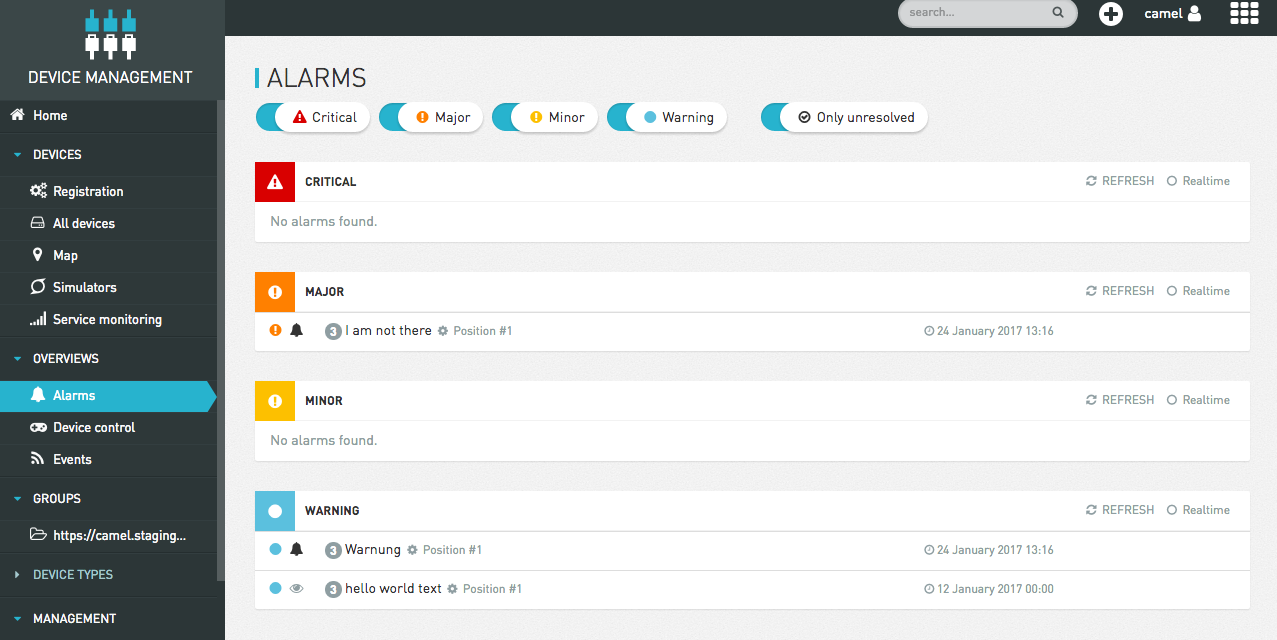 DEVICE MANAGEMENT
Home
DEVICES
Registration
All devices
Map
Simulators
Service monitoring
OVERVIEWS
Alarms
Device control
Events
GROUPS
https://camel.staging...
DEVICE TYPES
MANAGEMENT
search... camel
ALARMS
Critical Major Minor Warning Only unresolved
CRITICAL REFRESH Realtime
No alarms found.
MAJOR REFRESH Realtime
3 I am not there Position #1 24 January 2017 13:16
MINOR REFRESH Realtime
No alarms found.
WARNING REFRESH Realtime
3 Warnung Position #1 24 January 2017 13:16
3 hello world text Position #1 12 January 2017 00:00